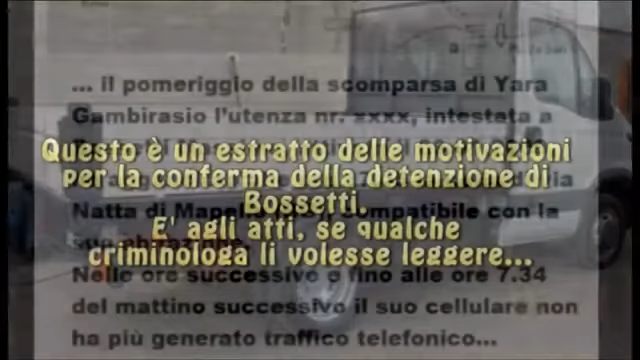 ... il pomeriggio della scomparsa di Yara
Gambirasio l'utenza nr. xxxx, intestata a
Questo è un estratto delle motivazioni
per la conferma della detenzione di
Bossetti.
E' agli atti, se qualche
criminologa li volesse leggere...
Natta di compatibile con la
Nelle ore successive e fino alle ore 7.34
del mattino successivo il suo cellulare non
ha più generato traffico telefonico...